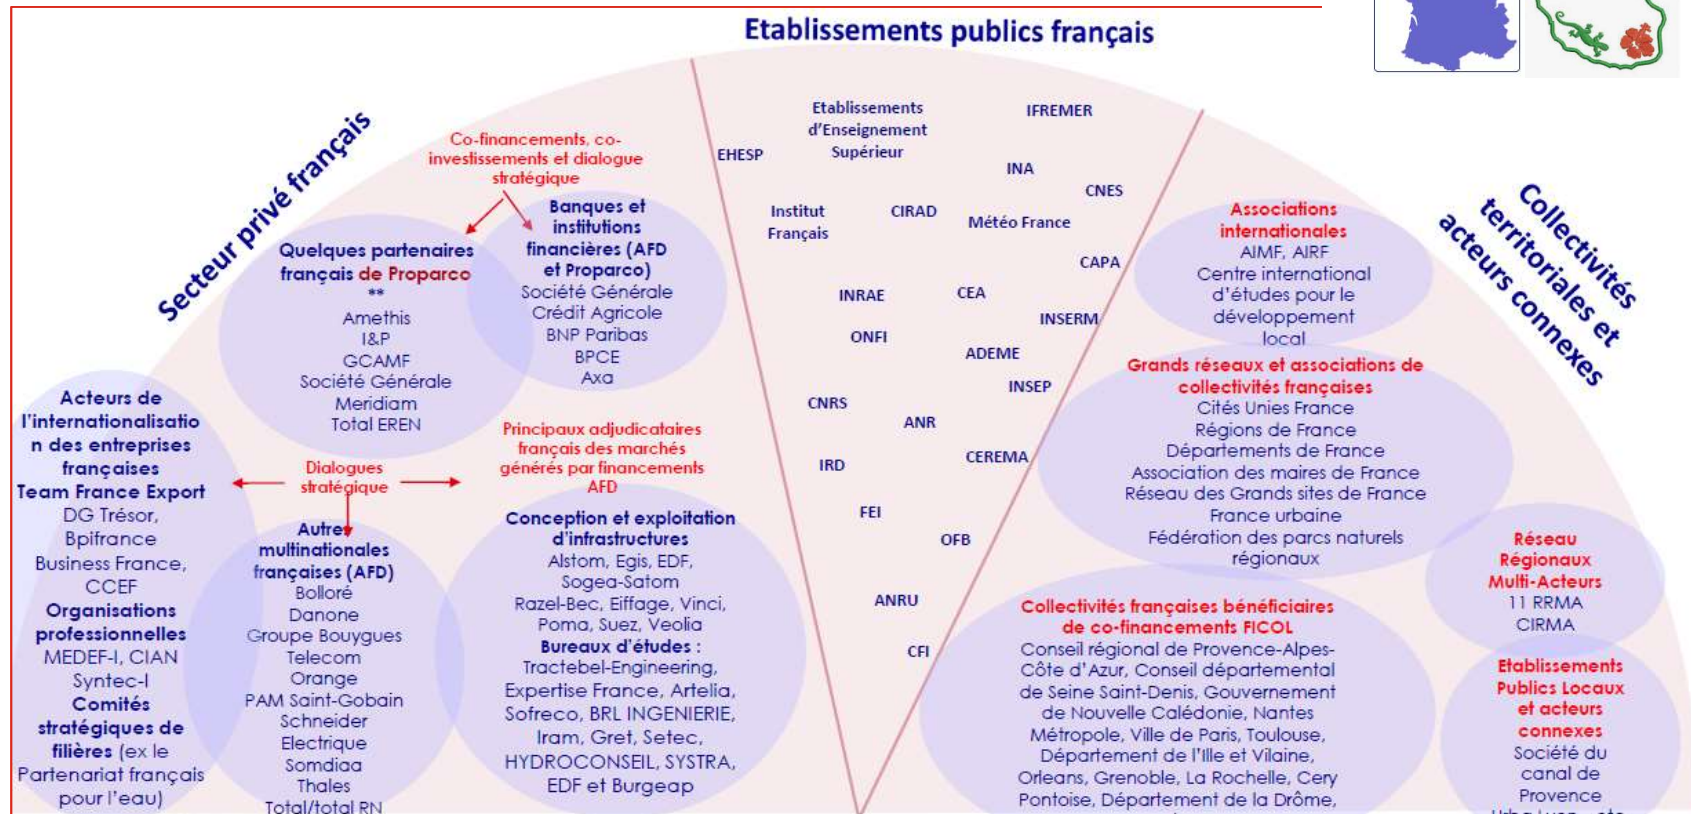 Etablissements publics français
Secteur privé français
Co-financements, co-
investissements et dialogue
stratégique
Quelques partenaires
français de Proparco
**
Amethis
I&P
GCAMF
Société Générale
Meridiam
Total EREN
Banques et
institutions
financières (AFD
et Proparco)
Société Générale
Crédit Agricole
BNP Paribas
BPCE
Axa
Acteurs de
l'internationalisatio
n des entreprises
françaises
Team France Export
DG Trésor,
Bpifrance
Business France,
CCEF
Organisations
professionnelles
MEDEF-I, CIAN
Syntec-I
Comités
stratégiques de
filières (ex le
Partenariat français
pour l'eau)
Dialogues
stratégique
Autres
multinationales
françaises (AFD)
Bolloré
Danone
Groupe Bouygues
Telecom
Orange
PAM Saint-Gobain
Schneider
Electrique
Somdiaa
Thales
Total/total RN
Principaux adjudicataires
français des marchés
générés par financements
AFD
Conception et exploitation
d'infrastructures
Alstom, Egis, EDF,
Sogea-Satom
Razel-Bec, Eiffage, Vinci,
Poma, Suez, Veolia
Bureaux d'études :
Tractebel-Engineering,
Expertise France, Artelia,
Sofreco, BRL INGENIERIE,
Iram, Gret, Setec,
HYDROCONSEIL, SYSTRA,
EDF et Burgeap
Etablissements
d'Enseignement
Supérieur
IFREMER
EHESP
INA
CNES
Institut
Français
CIRAD
Météo France
CAPA
INRAE
CEA
INSERM
ONFI
ADEME
INSEP
CNRS
ANR
IRD
CEREMA
FEI
OFB
ANRU
CFI
Collectivités
territoriales et
acteurs connexes
Associations
internationales
AIMF, AIRF
Centre international
d'études pour le
développement
local
Grands réseaux et associations de
collectivités françaises
Cités Unies France
Régions de France
Départements de France
Association des maires de France
Réseau des Grands sites de France
France urbaine
Fédération des parcs naturels
régionaux
Collectivités françaises bénéficiaires
de co-financements FICOL
Conseil régional de Provence-Alpes-
Côte d'Azur, Conseil départemental
de Seine Saint-Denis, Gouvernement
de Nouvelle Calédonie, Nantes
Métropole, Ville de Paris, Toulouse,
Département de l'Ille et Vilaine,
Orleans, Grenoble, La Rochelle, Cery
Pontoise, Département de la Drôme,
Réseau
Régionaux
Multi-Acteurs
11 RRMA
CIRMA
Etablissements
Publics Locaux
et acteurs
connexes
Société du
canal de
Provence